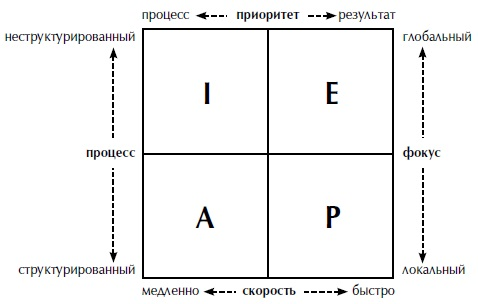 процесс приоритет результат
неструктурированный глобальный
I E
процесс фокус
A P
структурированный локальный
медленно скорость быстро